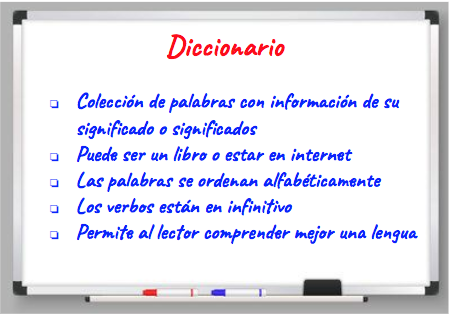 Diccionario
❑ Colección de palabras con información de su
significado o significados
❑ Puede ser un libro o estar en internet
❑ Las palabras se ordenan alfabéticamente
❑ Los verbos están en infinitivo
❑ Permite al lector comprender mejor una lengua